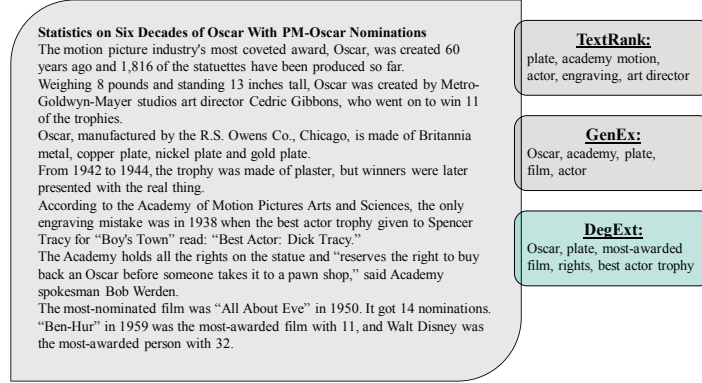 Statistics on Six Decades of Oscar With PM-Oscar Nominations
The motion picture industry's most coveted award, Oscar, was created 60
years ago and 1,816 of the statuettes have been produced so far.
Weighing 8 pounds and standing 13 inches tall, Oscar was created by Metro-
Goldwyn-Mayer studios art director Cedric Gibbons, who went on to win 11
of the trophies.
Oscar, manufactured by the R.S. Owens Co., Chicago, is made of Britannia
metal, copper plate, nickel plate and gold plate.
From 1942 to 1944, the trophy was made of plaster, but winners were later
presented with the real thing.
According to the Academy of Motion Pictures Arts and Sciences, the only
engraving mistake was in 1938 when the best actor trophy given to Spencer
Tracy for “Boy's Town” read: “Best Actor: Dick Tracy.”
The Academy holds all the rights on the statue and “reserves the right to buy
back an Oscar before someone takes it to a pawn shop,” said Academy
spokesman Bob Werden.
The most-nominated film was “All About Eve” in 1950. It got 14 nominations.
“Ben-Hur” in 1959 was the most-awarded film with 11, and Walt Disney was
the most-awarded person with 32.
TextRank:
plate, academy motion,
actor, engraving, art director
GenEx:
Oscar, academy, plate,
film, actor
DegExt:
Oscar, plate, most-awarded
film, rights, best actor trophy